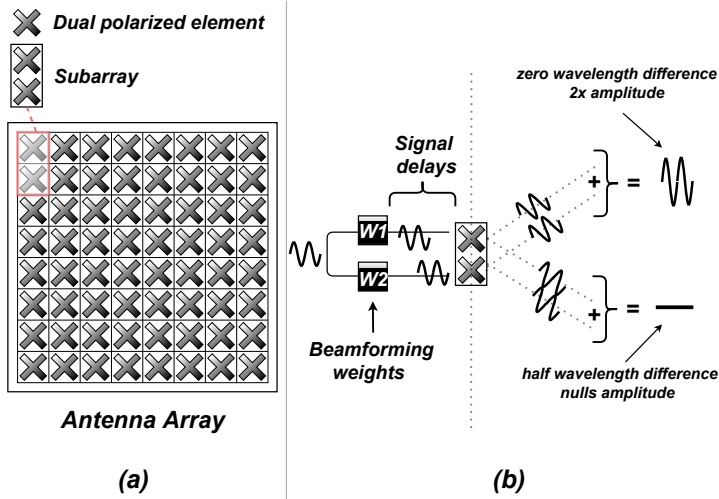 Dual polarized element
Subarray
Antenna Array
(a)
zero wavelength difference
2x amplitude
Signal
delays
+ =
W1
W2
+ =
Beamforming
weights
half wavelength difference
nulls amplitude
(b)